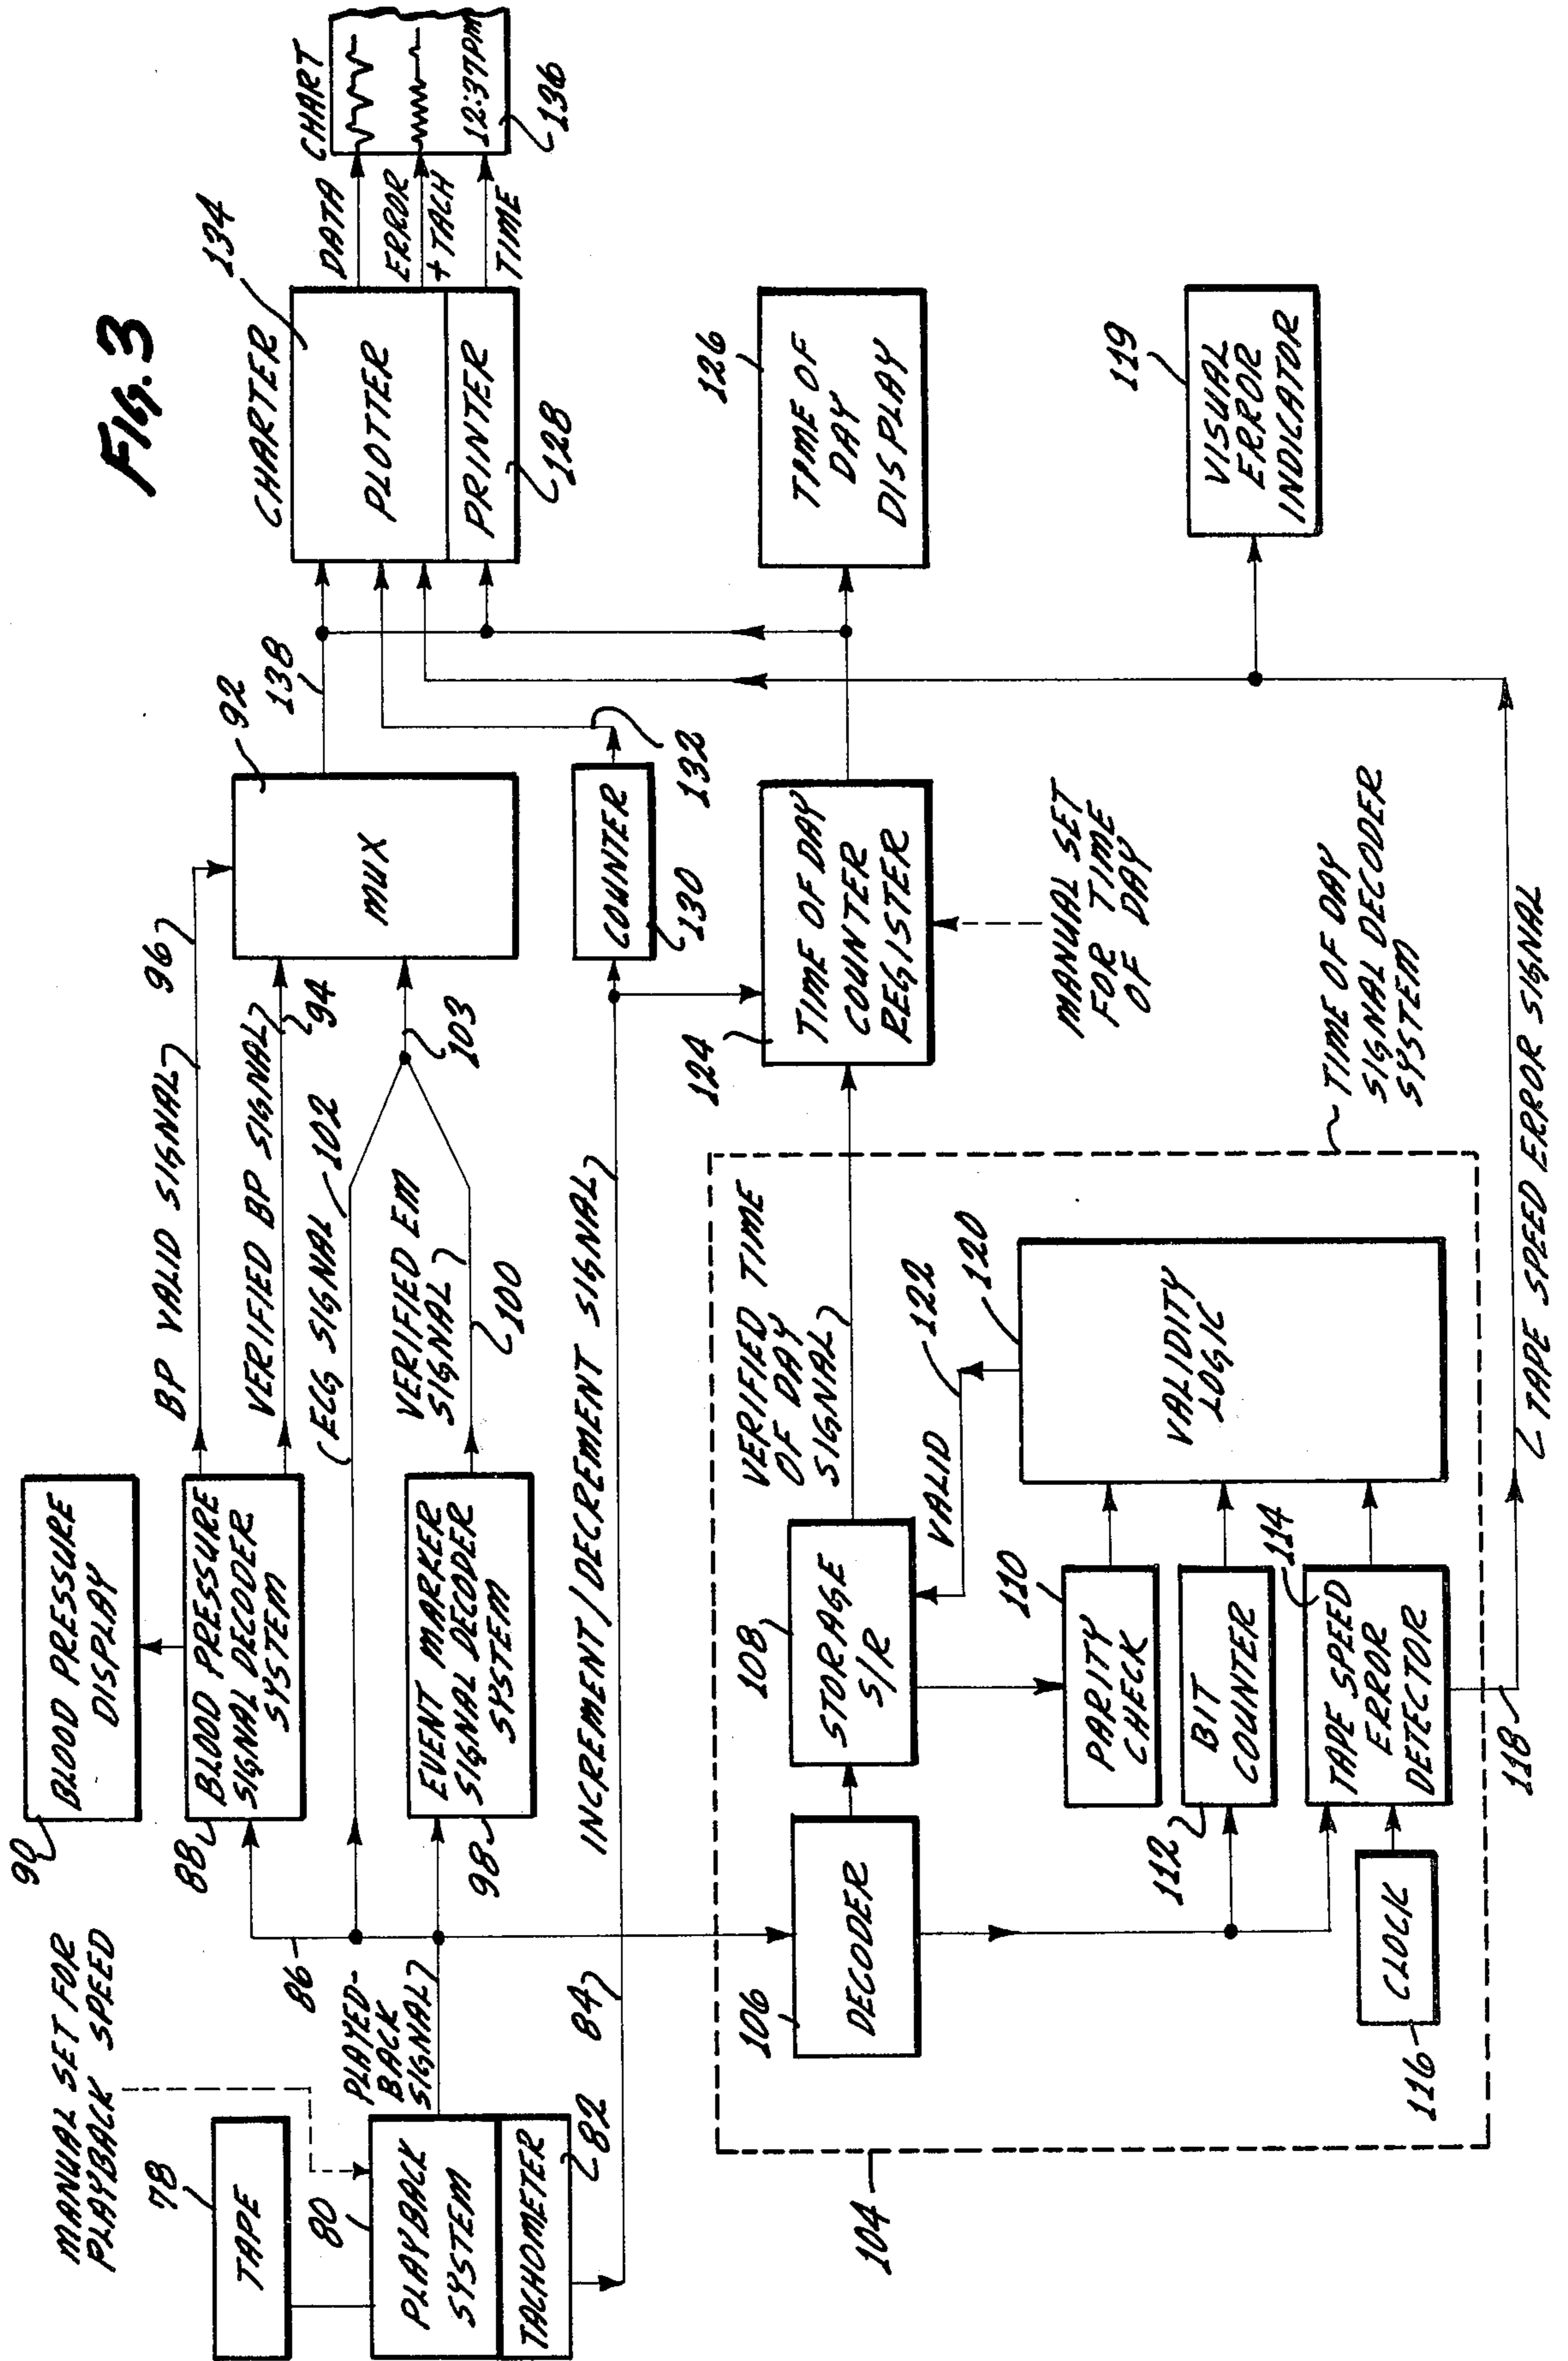 FIG. 3
MANUAL SET FOR
PLAYBACK SPEED
78
TAPE
80
PLAYBACK
SYSTEM
TACHOMETER
82
84
PLAYED-
BACK
SIGNAL
86
90
BLOOD PRESSURE
DISPLAY
88
BLOOD PRESSURE
SIGNAL DECODER
SYSTEM
98
EVENT MARKER
SIGNAL DECODER
SYSTEM
BP VALID SIGNAL
96
VERIFIED BP SIGNAL
94
ECG SIGNAL
102
VERIFIED EM
SIGNAL
100
103
INCREMENT/DECREMENT SIGNAL
92
MUX
138
COUNTER
130
132
CHARTER
134
PLOTTER
PRINTER
128
DATA
ERROR
+ TACH
TIME
CHART
12:37PM
136
104
106
DECODER
108
STORAGE
S/R
VERIFIED TIME
OF DAY
SIGNAL
VALID
122
120
VALIDITY
LOGIC
110
PARITY
CHECK
112
BIT
COUNTER
114
TAPE SPEED
ERROR
DETECTOR
116
CLOCK
118
TAPE SPEED ERROR SIGNAL
TIME OF DAY
SIGNAL DECODER
SYSTEM
124
TIME OF DAY
COUNTER
REGISTER
MANUAL SET
FOR TIME
OF DAY
126
TIME OF
DAY
DISPLAY
119
VISUAL
ERROR
INDICATOR